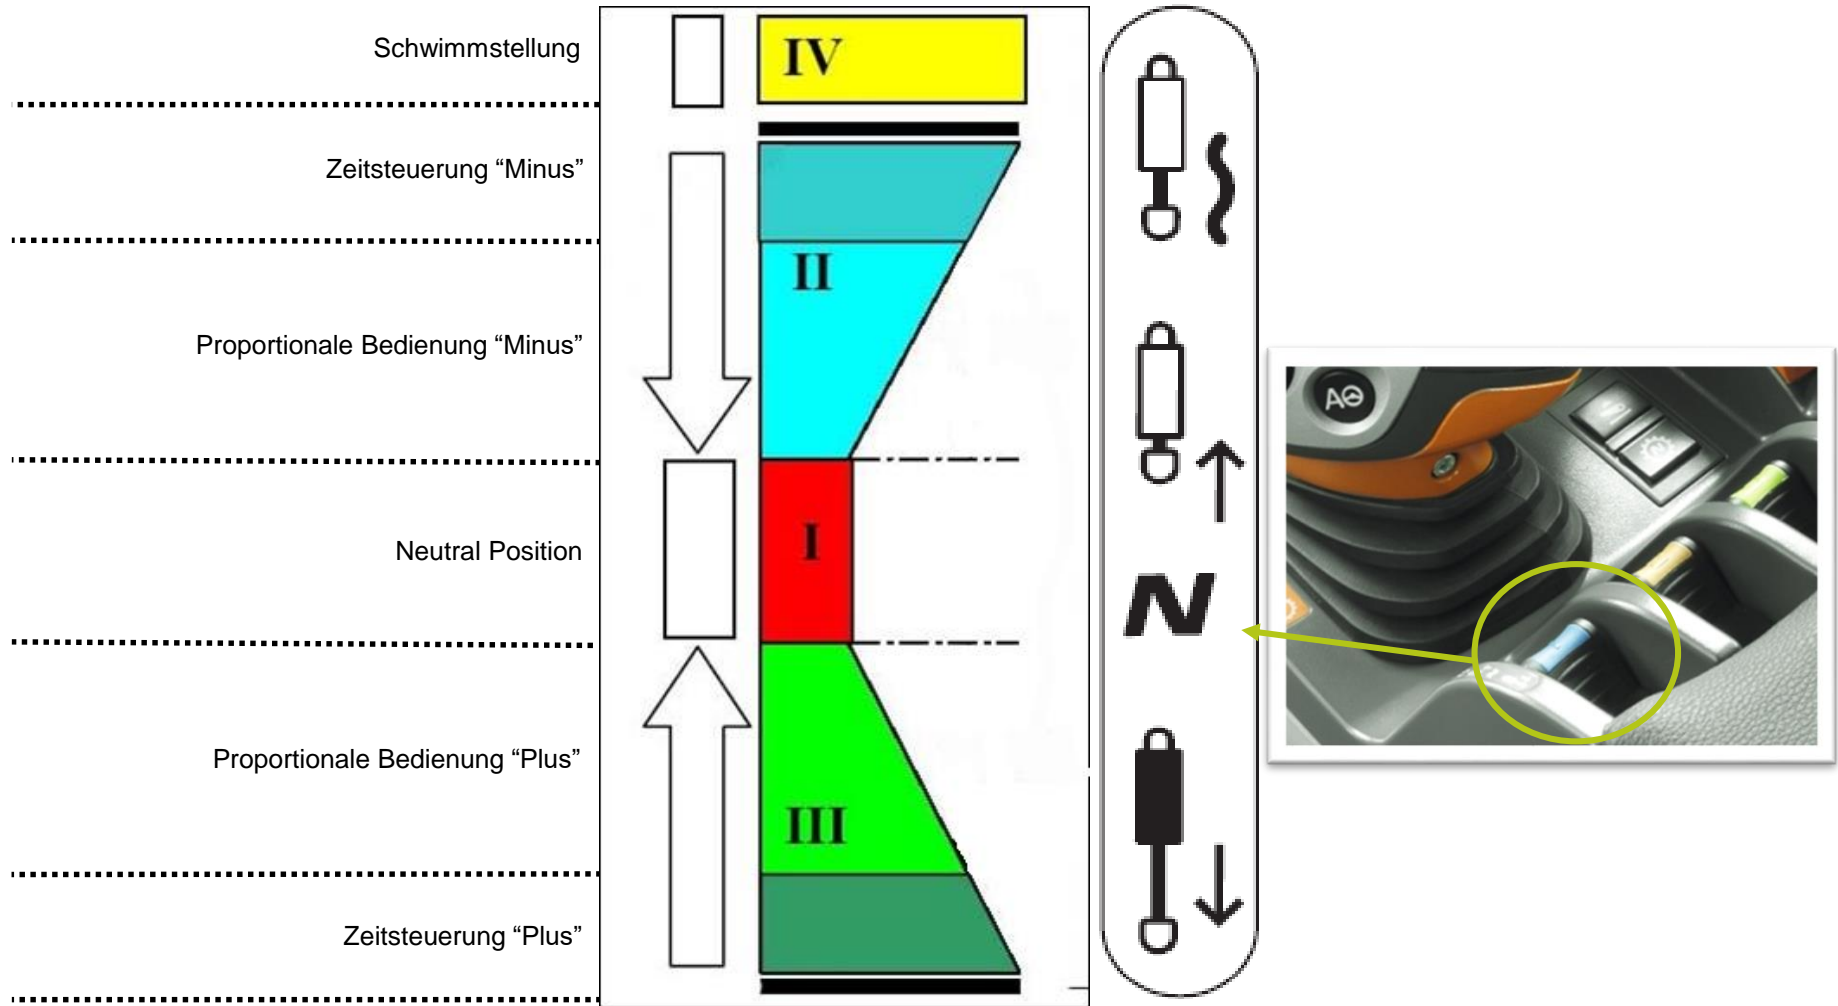 Schwimmstellung
IV
Zeitsteuerung “Minus”
II
Proportionale Bedienung “Minus”
Neutral Position
I
N
Proportionale Bedienung “Plus”
III
Zeitsteuerung “Plus”
A